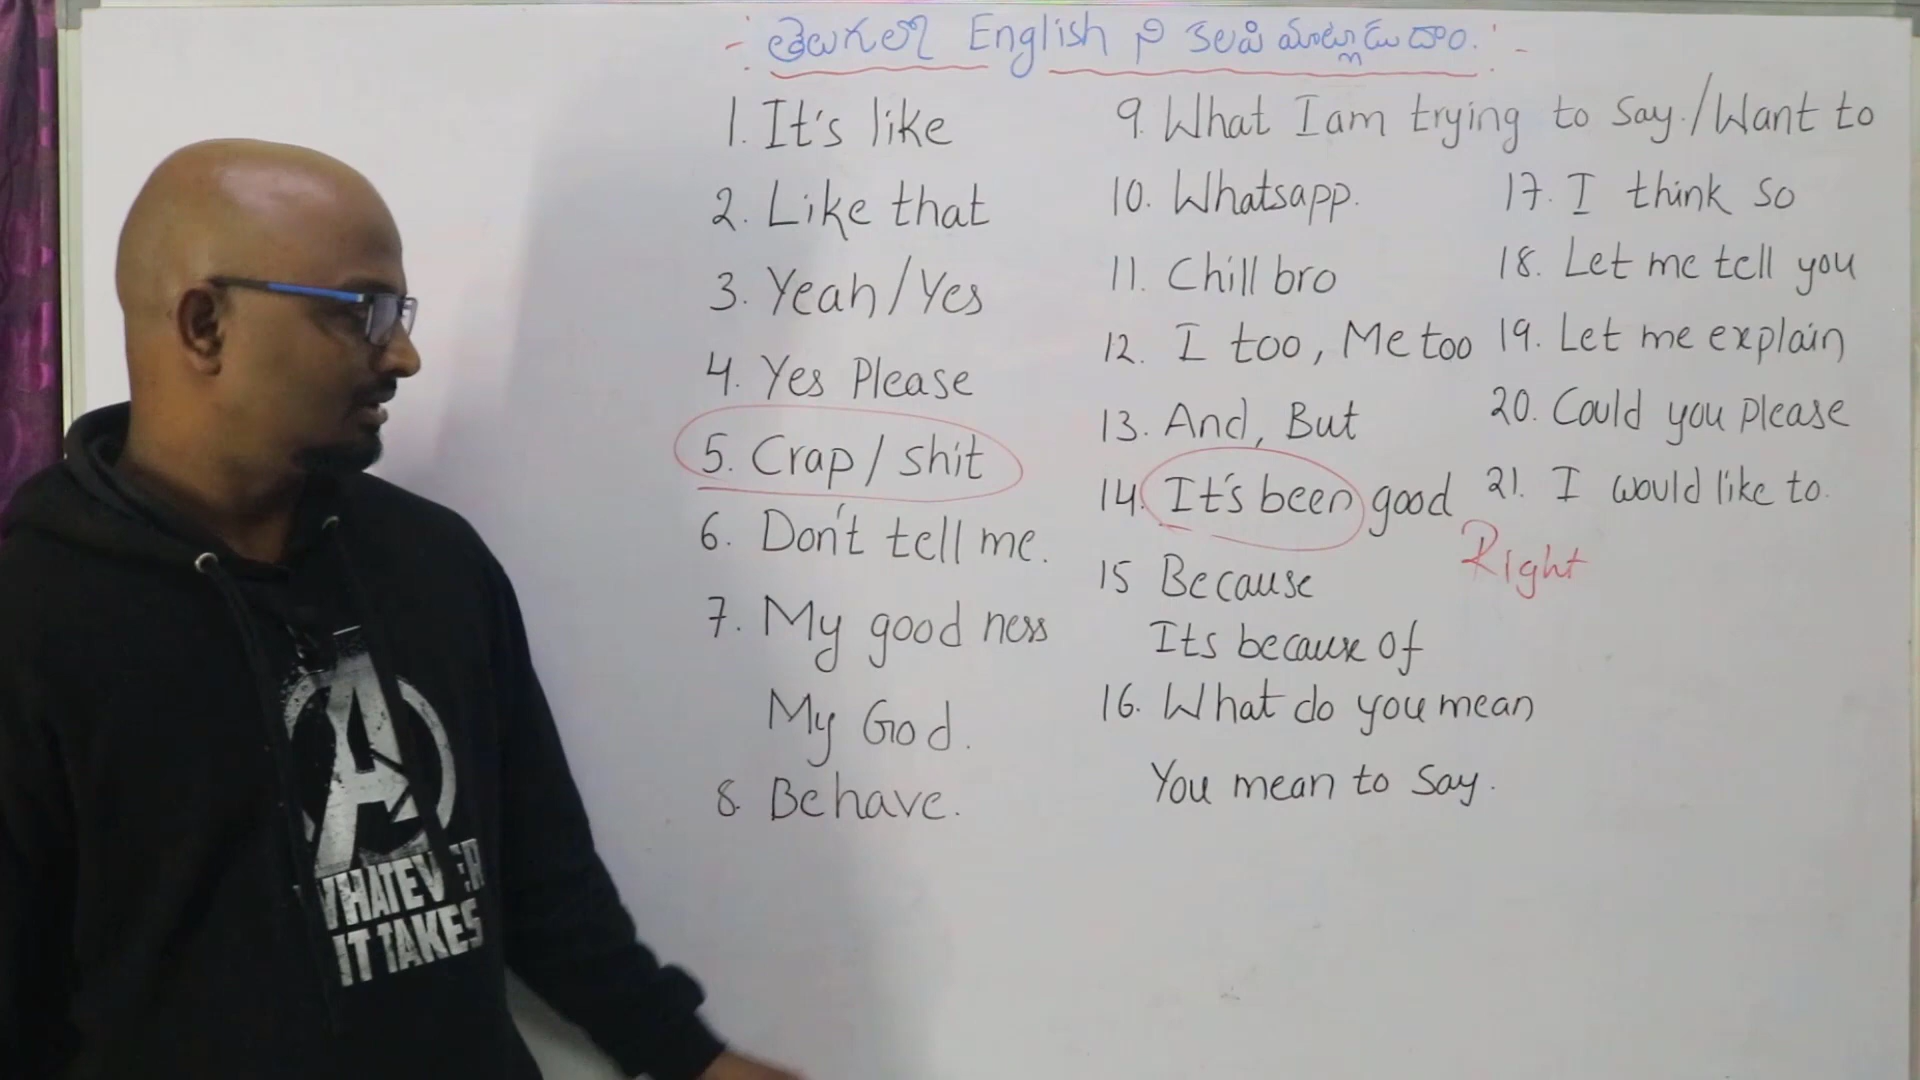 తెలుగులో English ని కలిపి మాట్లాడుదాం.
1. It's like
2. Like that
3. Yeah/Yes
4. Yes Please
5. Crap/shit
6. Don't tell me.
7. My good ness
My God.
8. Behave.
9. What I am trying to Say./Want to
10. Whatsapp.
11. Chill bro
12. I too, Me too
13. And, But
14. It's been good
15 Because
Its because of
16. What do you mean
You mean to Say.
17. I think so
18. Let me tell you
19. Let me explain
20. Could you Please
21. I would like to.
Right
WHATEVER
IT TAKES